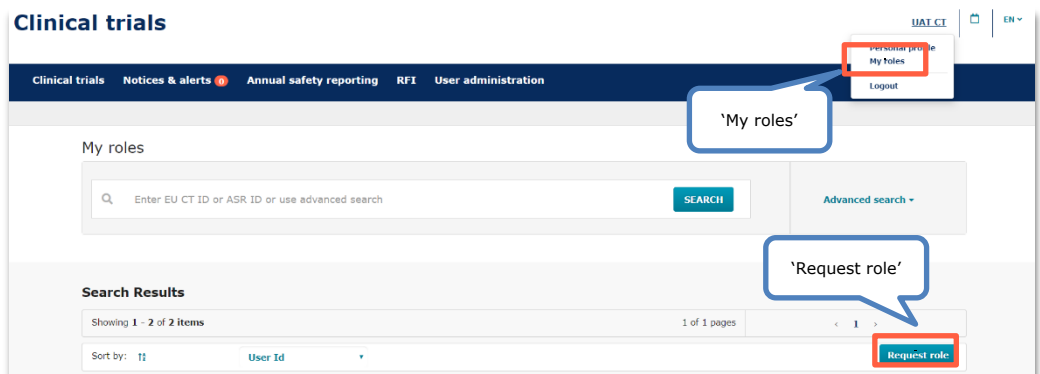 Clinical trials
UAT CT
EN
Personal profile
My roles
Logout
Clinical trials Notices & alerts 0 Annual safety reporting RFI User administration
‘My roles’
My roles
Enter EU CT ID or ASR ID or use advanced search
SEARCH
Advanced search
‘Request role’
Search Results
Showing 1 - 2 of 2 items
1 of 1 pages
‹ 1 ›
Sort by:
User Id
Request role